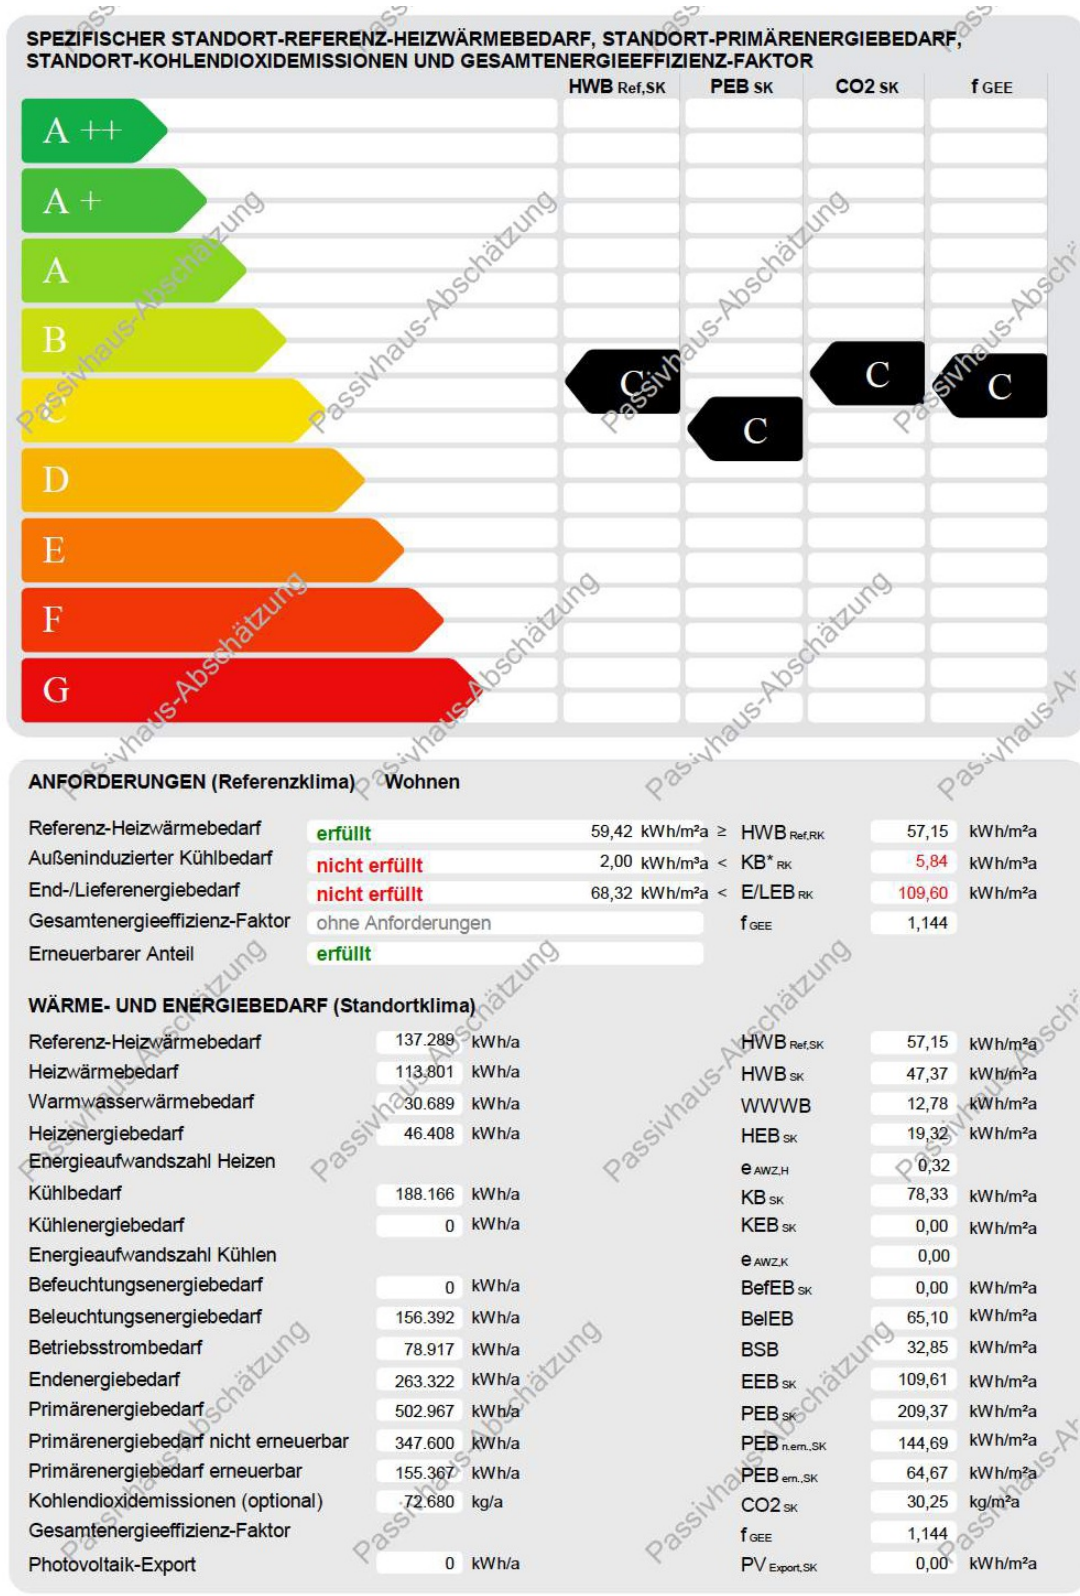 SPEZIFISCHER STANDORT-REFERENZ-HEIZWÄRMEBEDARF, STANDORT-PRIMÄRENERGIEBEDARF,
STANDORT-KOHLENDIOXIDEMISSIONEN UND GESAMTENERGIEEFFIZIENZ-FAKTOR
HWB Ref,SK PEB SK CO2 SK f GEE
A ++
A +
A
B
C C C C C
D
E
F
G
Passivhaus-Abschätzung
ANFORDERUNGEN (Referenzklima) Wohnen
Referenz-Heizwärmebedarf erfüllt 59,42 kWh/m²a ≥ HWB Ref,RK 57,15 kWh/m²a
Außeninduzierter Kühlbedarf nicht erfüllt 2,00 kWh/m³a < KB* RK 5,84 kWh/m³a
End-/Lieferenergiebedarf nicht erfüllt 68,32 kWh/m²a < E/LEB RK 109,60 kWh/m²a
Gesamtenergieeffizienz-Faktor ohne Anforderungen f GEE 1,144
Erneuerbarer Anteil erfüllt
WÄRME- UND ENERGIEBEDARF (Standortklima)
Referenz-Heizwärmebedarf 137.289 kWh/a HWB Ref,SK 57,15 kWh/m²a
Heizwärmebedarf 113.801 kWh/a HWB SK 47,37 kWh/m²a
Warmwasserwärmebedarf 30.689 kWh/a WWWB 12,78 kWh/m²a
Heizenergiebedarf 46.408 kWh/a HEB SK 19,32 kWh/m²a
Energieaufwandszahl Heizen e AWZ,H 0,32
Kühlbedarf 188.166 kWh/a KB SK 78,33 kWh/m²a
Kühlenergiebedarf 0 kWh/a KEB SK 0,00 kWh/m²a
Energieaufwandszahl Kühlen e AWZ,K 0,00
Befeuchtungsenergiebedarf 0 kWh/a BefEB SK 0,00 kWh/m²a
Beleuchtungsenergiebedarf 156.392 kWh/a BelEB 65,10 kWh/m²a
Betriebsstrombedarf 78.917 kWh/a BSB 32,85 kWh/m²a
Endenergiebedarf 263.322 kWh/a EEB SK 109,61 kWh/m²a
Primärenergiebedarf 502.967 kWh/a PEB SK 209,37 kWh/m²a
Primärenergiebedarf nicht erneuerbar 347.600 kWh/a PEB n.ern.,SK 144,69 kWh/m²a
Primärenergiebedarf erneuerbar 155.367 kWh/a PEB ern.,SK 64,67 kWh/m²a
Kohlendioxidemissionen (optional) 72.680 kg/a CO2 SK 30,25 kg/m²a
Gesamtenergieeffizienz-Faktor f GEE 1,144
Photovoltaik-Export 0 kWh/a PV Export,SK 0,00 kWh/m²a